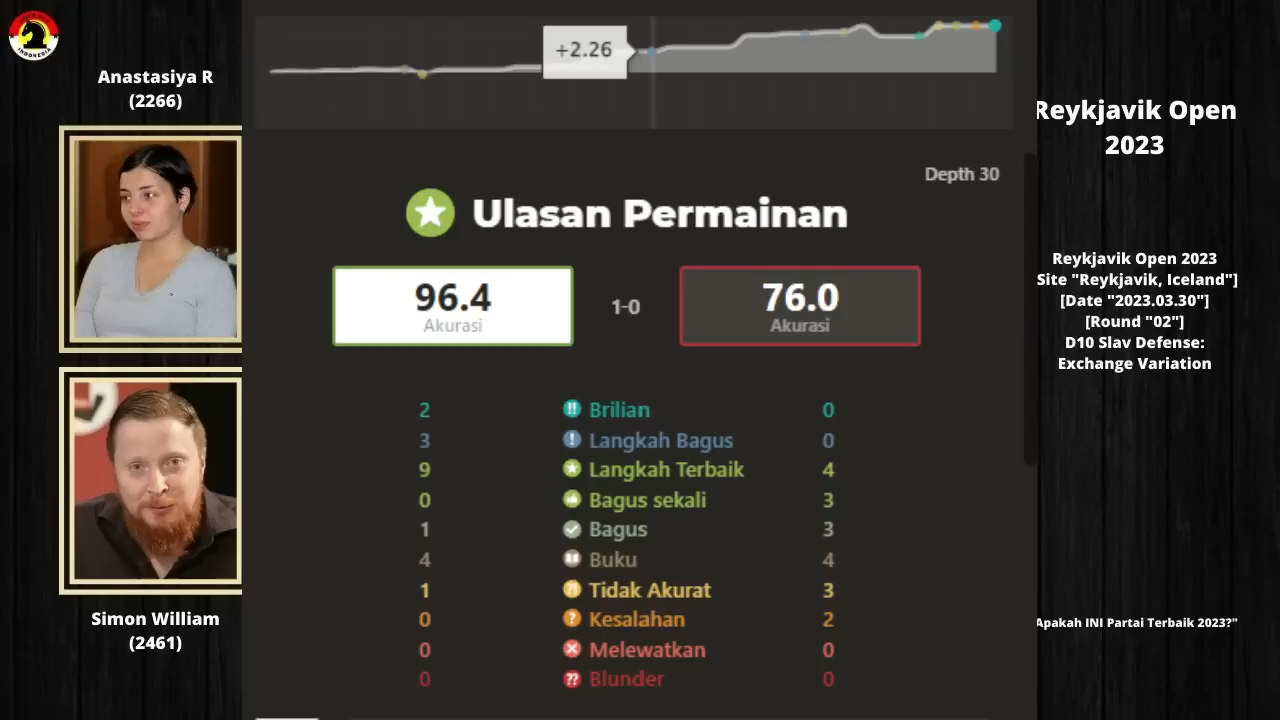 INDONESIA
Anastasiya R
(2266)
Simon William
(2461)
+2.26
Depth 30
Ulasan Permainan
96.4
Akurasi
1-0
76.0
Akurasi
2 Brilian 0
3 Langkah Bagus 0
9 Langkah Terbaik 4
0 Bagus sekali 3
1 Bagus 3
4 Buku 4
1 Tidak Akurat 3
0 Kesalahan 2
0 Melewatkan 0
0 Blunder 0
Reykjavik Open
2023
Reykjavik Open 2023
Site "Reykjavik, Iceland"]
[Date "2023.03.30"]
[Round "02"]
D10 Slav Defense:
Exchange Variation
Apakah INI Partai Terbaik 2023?"